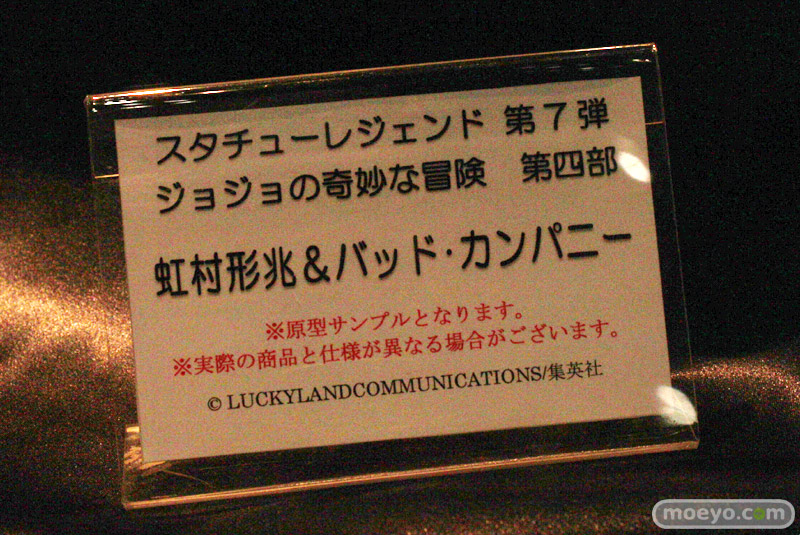 スタチューレジェンド 第7弾
ジョジョの奇妙な冒険　第四部
虹村形兆＆バッド・カンパニー
※原型サンプルとなります。
※実際の商品と仕様が異なる場合がございます。
© LUCKYLANDCOMMUNICATIONS/集英社
moeyo.com